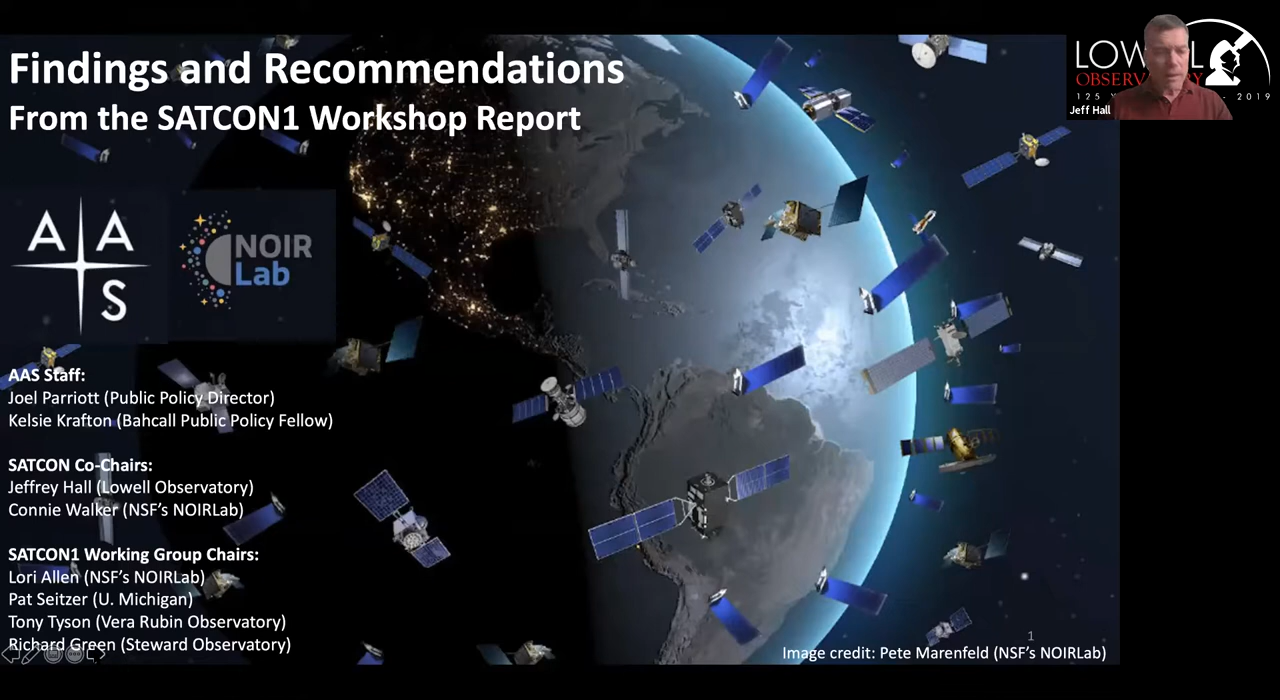 Findings and Recommendations
From the SATCON1 Workshop Report
A A
S
NOIR
Lab
AAS Staff:
Joel Parriott (Public Policy Director)
Kelsie Krafton (Bahcall Public Policy Fellow)
SATCON Co-Chairs:
Jeffrey Hall (Lowell Observatory)
Connie Walker (NSF's NOIRLab)
SATCON1 Working Group Chairs:
Lori Allen (NSF's NOIRLab)
Pat Seitzer (U. Michigan)
Tony Tyson (Vera Rubin Observatory)
Richard Green (Steward Observatory)
1
Image credit: Pete Marenfeld (NSF's NOIRLab)
125 2019
Jeff Hall